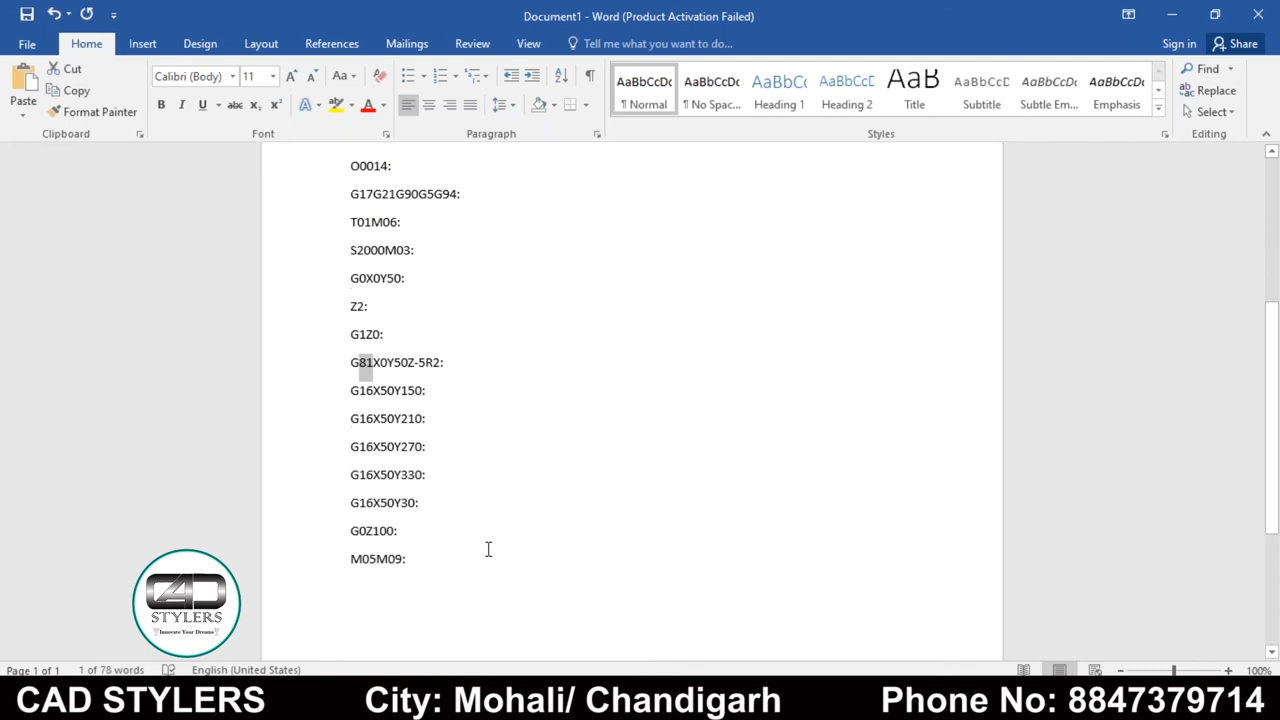 Document1 - Word (Product Activation Failed)
File Home Insert Design Layout References Mailings Review View Tell me what you want to do... Sign in Share
Paste
Cut
Copy
Format Painter
Clipboard
Calibri (Body) 11
Font
Paragraph
AaBbCcDc ¶ Normal
AaBbCcDc ¶ No Spac...
AaBbCc Heading 1
AaBbCcD Heading 2
AaB Title
AaBbCcD Subtitle
AaBbCcDc Subtle Em...
AaBbCcDc Emphasis
Styles
Find
Replace
Select
Editing
O0014:
G17G21G90G5G94:
T01M06:
S2000M03:
G0X0Y50:
Z2:
G1Z0:
G81X0Y50Z-5R2:
G16X50Y150:
G16X50Y210:
G16X50Y270:
G16X50Y330:
G16X50Y30:
G0Z100:
M05M09:
CAD
STYLERS
Innovate Your Dreams
Page 1 of 1 1 of 78 words English (United States) 100%
CAD STYLERS City: Mohali/ Chandigarh Phone No: 8847379714